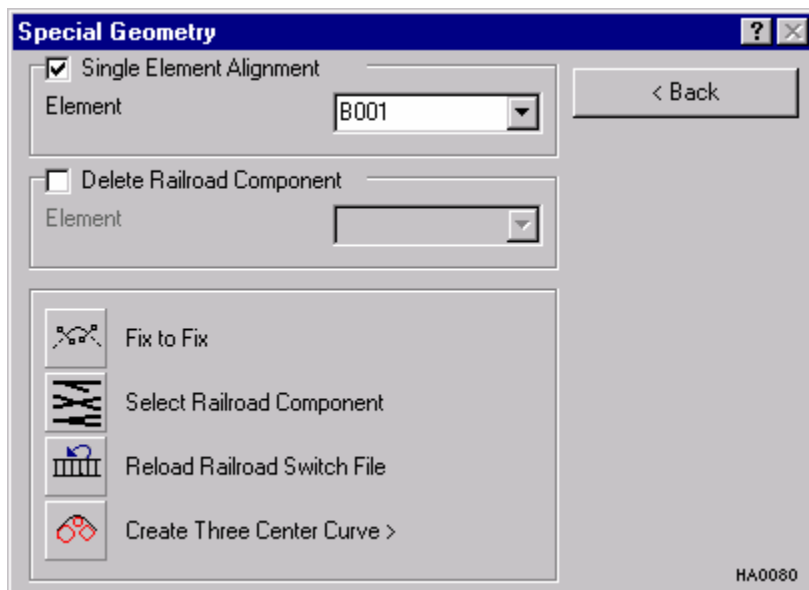 Special Geometry
?
Single Element Alignment
Element
B001
< Back
Delete Railroad Component
Element
Fix to Fix
Select Railroad Component
Reload Railroad Switch File
Create Three Center Curve >
HA0080